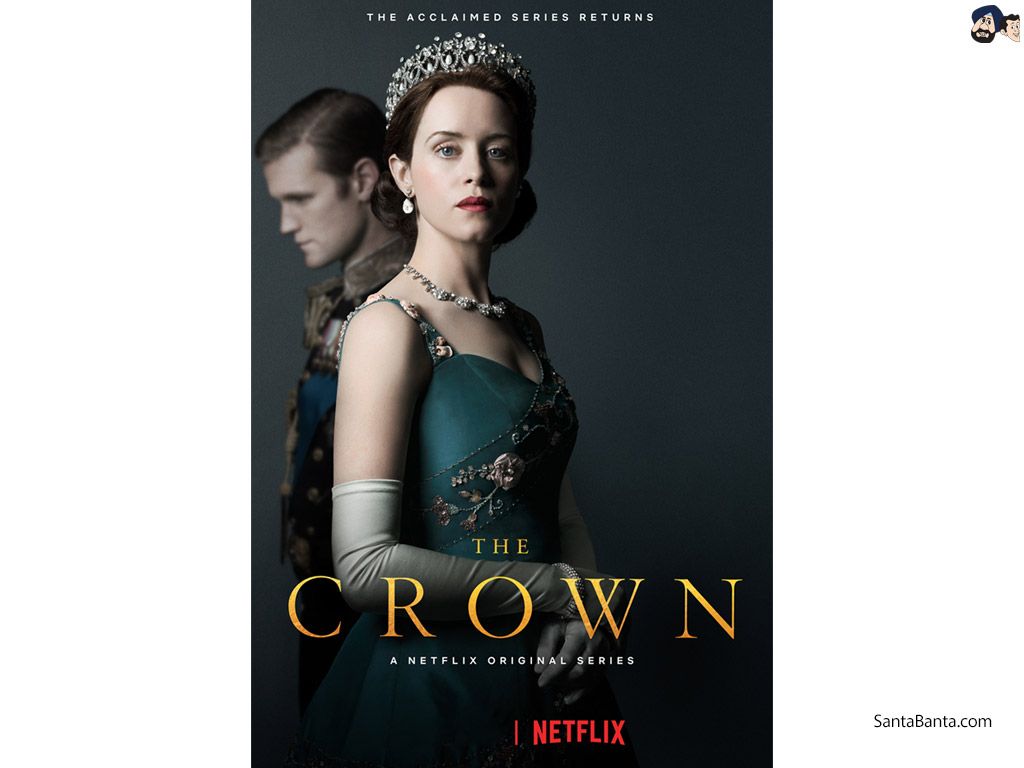 THE ACCLAIMED SERIES RETURNS
THE
CROWN
A NETFLIX ORIGINAL SERIES
NETFLIX
SantaBanta.com